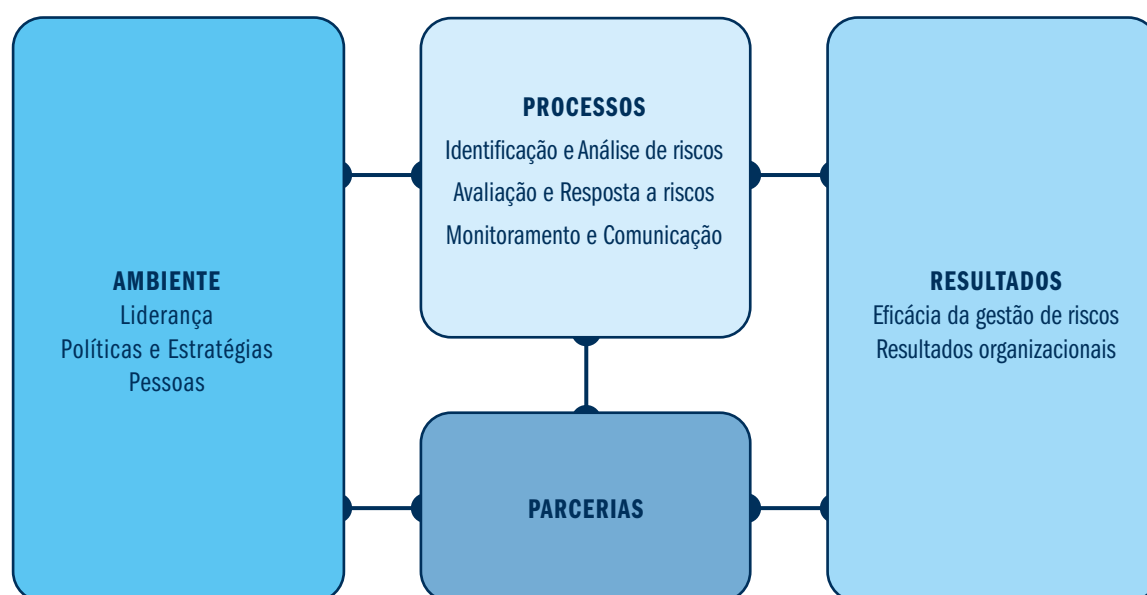 PROCESSOS
Identificação e Análise de riscos
Avaliação e Resposta a riscos
Monitoramento e Comunicação
AMBIENTE
Liderança
Políticas e Estratégias
Pessoas
RESULTADOS
Eficácia da gestão de riscos
Resultados organizacionais
PARCERIAS